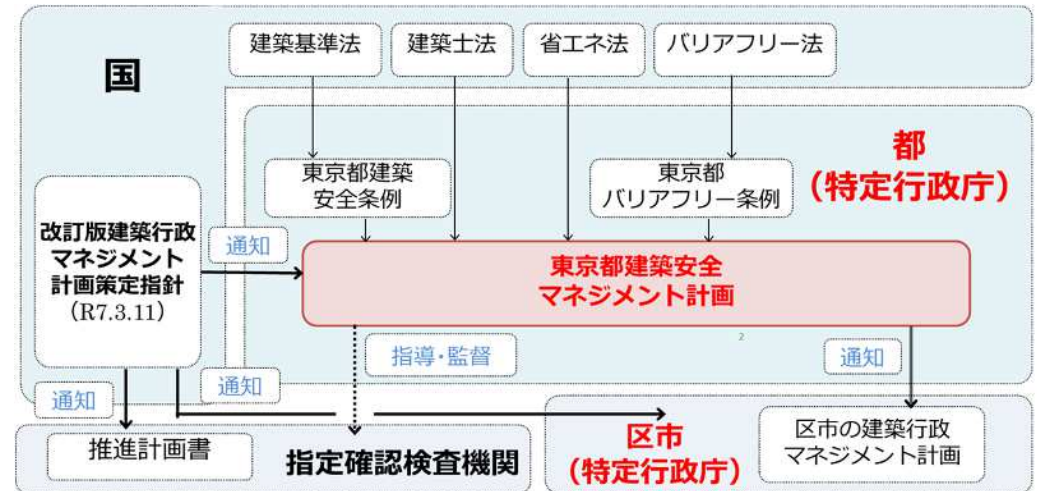 国
建築基準法
建築士法
省エネ法
バリアフリー法
都
（特定行政庁）
東京都建築
安全条例
東京都
バリアフリー条例
改訂版建築行政
マネジメント
計画策定指針
（R7.3.11）
通知
東京都建築安全
マネジメント計画
2
指導・監督
通知
通知
通知
推進計画書
指定確認検査機関
区市
（特定行政庁）
区市の建築行政
マネジメント計画